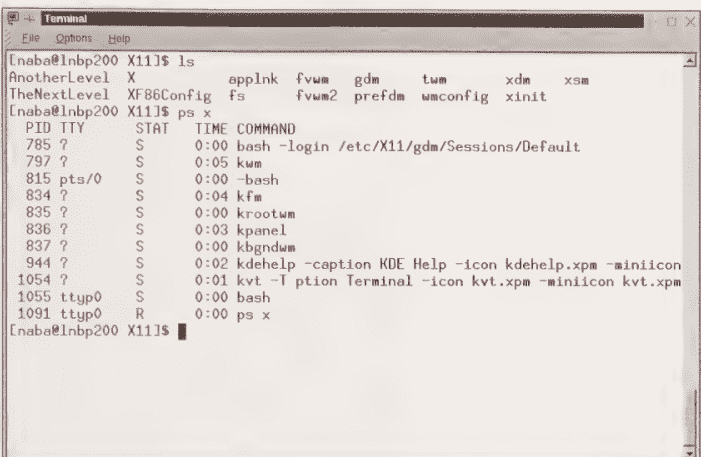 Terminal
File Options Help
[naba@lnbp200 X11]$ ls
AnotherLevel X applnk fvwm gdm twm xdm xsm
TheNextLevel XF86Config fs fvwm2 prefdm wmconfig xinit
[naba@lnbp200 X11]$ ps x
PID TTY STAT TIME COMMAND
785 ? S 0:00 bash -login /etc/X11/gdm/Sessions/Default
797 ? S 0:05 kwm
815 pts/0 S 0:00 -bash
834 ? S 0:04 kfm
835 ? S 0:00 krootwm
836 ? S 0:03 kpanel
837 ? S 0:00 kbgndwm
944 ? S 0:02 kdehelp -caption KDE Help -icon kdehelp.xpm -miniicon
1054 ? S 0:01 kvt -T ption Terminal -icon kvt.xpm -miniicon kvt.xpm
1055 ttyp0 S 0:00 bash
1091 ttyp0 R 0:00 ps x
[naba@lnbp200 X11]$